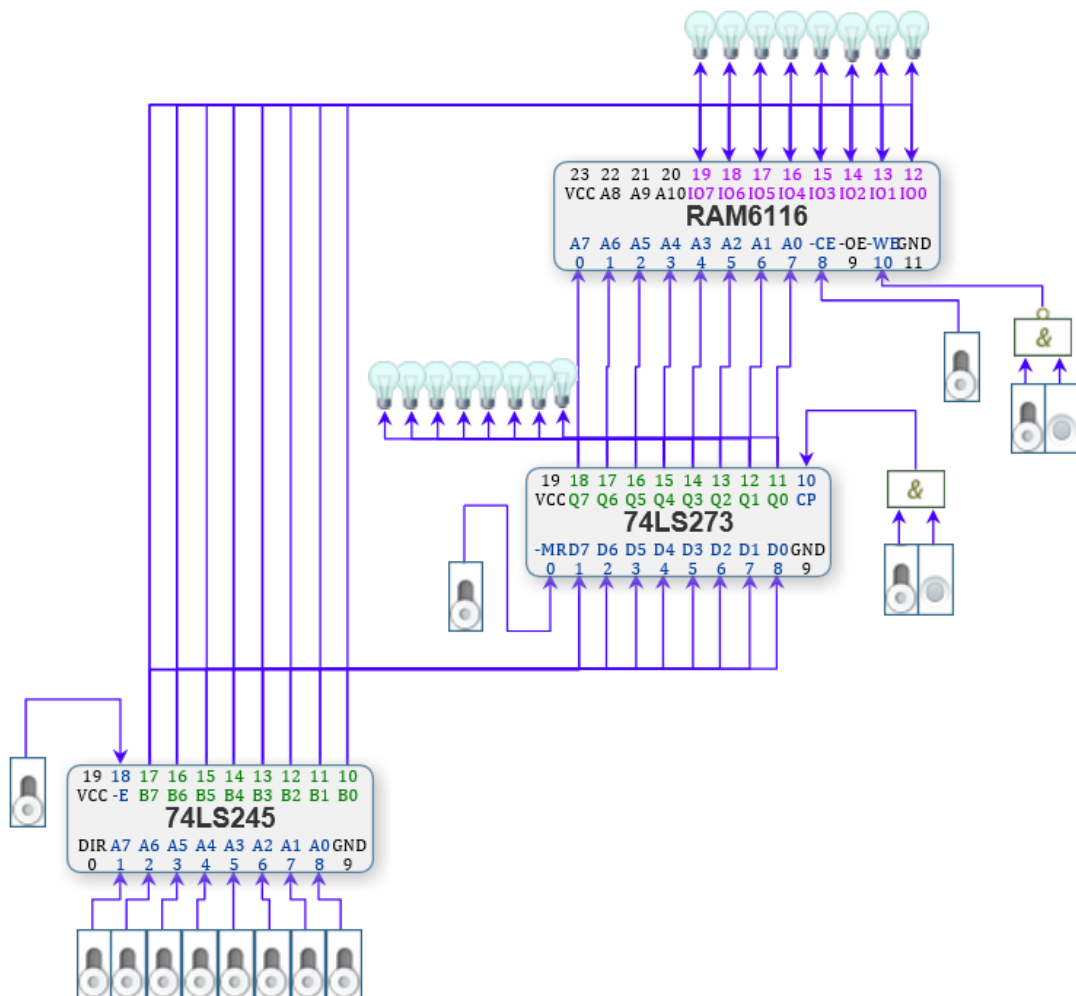 23 22 21 20 19 18 17 16 15 14 13 12
VCC A8 A9 A10 IO7 IO6 IO5 IO4 IO3 IO2 IO1 IO0
RAM6116
A7 A6 A5 A4 A3 A2 A1 A0 -CE -OE -WE GND
0 1 2 3 4 5 6 7 8 9 10 11
&
19 18 17 16 15 14 13 12 11 10
VCC Q7 Q6 Q5 Q4 Q3 Q2 Q1 Q0 CP
74LS273
-MR D7 D6 D5 D4 D3 D2 D1 D0 GND
0 1 2 3 4 5 6 7 8 9
&
19 18 17 16 15 14 13 12 11 10
VCC -E B7 B6 B5 B4 B3 B2 B1 B0
74LS245
DIR A7 A6 A5 A4 A3 A2 A1 A0 GND
0 1 2 3 4 5 6 7 8 9